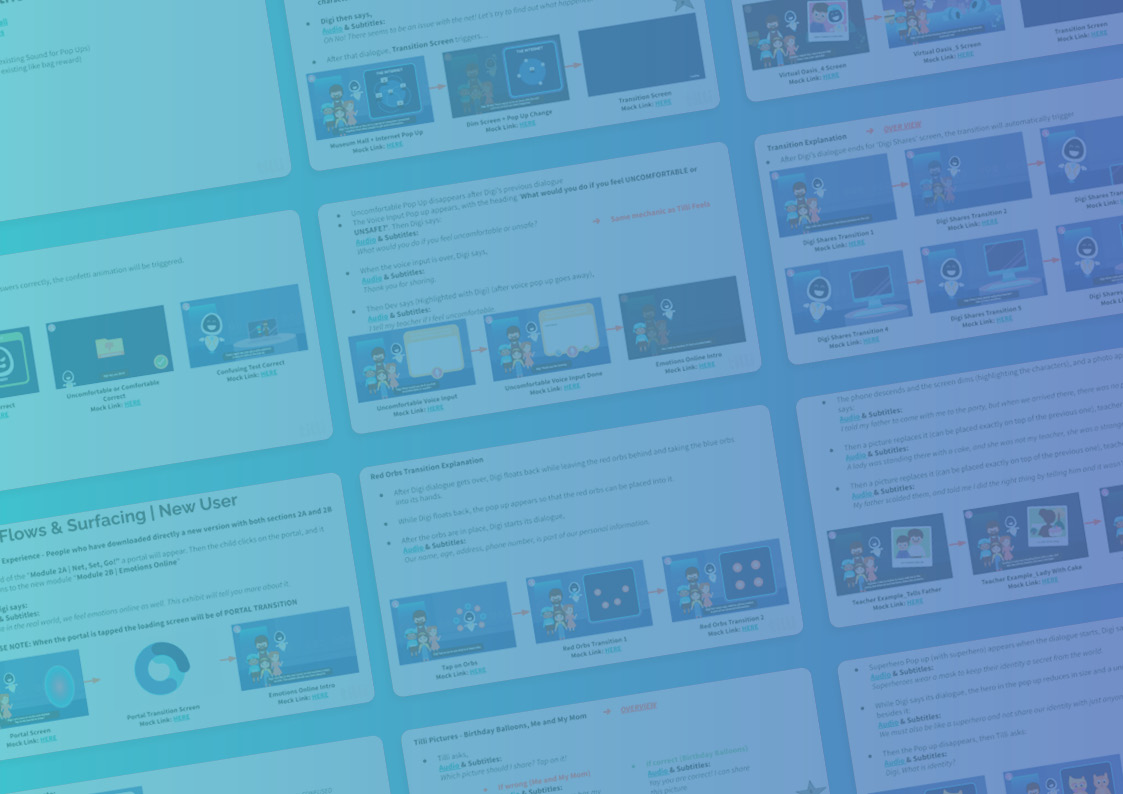 existing Sound for Pop Ups)
existing like bag reward)
Digi then says,
Audio & Subtitles:
Oh No! There seems to be an issue with the net! Let's try to find out what
After that dialogue, Transition Screen triggers...
Museum Hall + Internet Pop Up
Mock Link: HERE
Dim Screen + Pop Up Change
Mock Link: HERE
Transition Screen
Mock Link: HERE
Virtual Oasis_4 Screen
Mock Link: HERE
Virtual Oasis_5 Screen
Mock Link: HERE
Transition Screen
Mock Link: HERE
correctly, the confetti animation will be triggered.
Uncomfortable or Comfortable
Correct
Mock Link: HERE
Confusing Text Correct
Mock Link: HERE
Uncomfortable Pop Up disappears after Digi's previous dialogue
The Voice Input Pop up appears, with the heading: What would you do if you feel UNCOMFORTABLE or
UNSAFE?" Then Digi says:
Audio & Subtitles:
What would you do if you feel uncomfortable or unsafe?
Same mechanic as Tilli Feels
When the voice input is over, Digi says,
Audio & Subtitles:
Thank you for sharing.
Then Dex says (Highlighted with Digi) (after voice pop up goes away),
Audio & Subtitles:
I tell my teacher if I feel uncomfortable.
Uncomfortable Voice Input
Mock Link: HERE
Uncomfortable Voice Input Done
Mock Link: HERE
Emotions Online Intro
Mock Link: HERE
Transition Explanation
OVERVIEW
After Digi's dialogue ends for 'Digi Shares' screen, the transition will automatically trigger
Digi Shares Transition 1
Mock Link: HERE
Digi Shares Transition 2
Mock Link: HERE
Digi Shares
Mock Link:
Digi Shares Transition 4
Mock Link: HERE
Digi Shares Transition 5
Mock Link: HERE
Digi Shares
Mock
Flows & Surfacing | New User
Experience - People who have downloaded directly a new version with both sections 2A and 2B
of the "Module 2A | Net, Set, Go!" a portal will appear. Then the child clicks on the portal, and it
to the new module "Module 2B | Emotions Online"
says:
& Subtitles:
in the real world, we feel emotions online as well. This exhibit will tell you more about it.
NOTE: When the portal is tapped the loading screen will be of PORTAL TRANSITION
Portal Screen
Mock Link: HERE
Portal Transition Screen
Mock Link: HERE
Emotions Online Intro
Mock Link: HERE
Red Orbs Transition Explanation
After Digi dialogue gets over, Digi floats back while leaving the red orbs behind and taking the blue orbs
into its hands.
While Digi floats back, the pop up appears so that the red orbs can be placed into it.
After the orbs are in place, Digi starts its dialogue,
Audio & Subtitles:
Our name, age, address, phone number, is part of our personal information.
Tap on Orbs
Mock Link: HERE
Red Orbs Transition 1
Mock Link: HERE
Red Orbs Transition 2
Mock Link: HERE
The phone descends and the screen dims (highlighting the characters), and a photo
says:
Audio & Subtitles:
I told my father to come with me to the party, but when we arrived there, there was no
Then a picture replaces it (can be placed exactly on top of the previous one), teacher
Audio & Subtitles:
A lady was standing there with a cake, and she was not my teacher, she was a
Then a picture replaces it (can be placed exactly on top of the previous one),
Audio & Subtitles:
My father scolded them, and told me I did the right thing by telling him and it
Teacher Example_Tells Father
Mock Link: HERE
Teacher Example_Lady With Cake
Mock Link: HERE
Tilli Pictures - Birthday Balloons, Me and My Mom
OVERVIEW
Tilli asks,
Audio & Subtitles:
Which picture should I share? Tap on it!
If wrong (Me and My Mom)
Audio & Subtitles:
If correct (Birthday Balloons)
Audio & Subtitles:
Yay you are correct! I can share
this picture
Superhero Pop up (with superhero) appears when the dialogue starts, Digi
Audio & Subtitles:
Superheroes wear a mask to keep their identity a secret from the world
While Digi says its dialogue, the hero in the pop up reduces in size and a
besides it
Audio & Subtitles:
We must also be like a superhero and not share our identity with just
Then the Pop up disappears, then Tilli asks:
Audio & Subtitles:
Digi, What is identity?